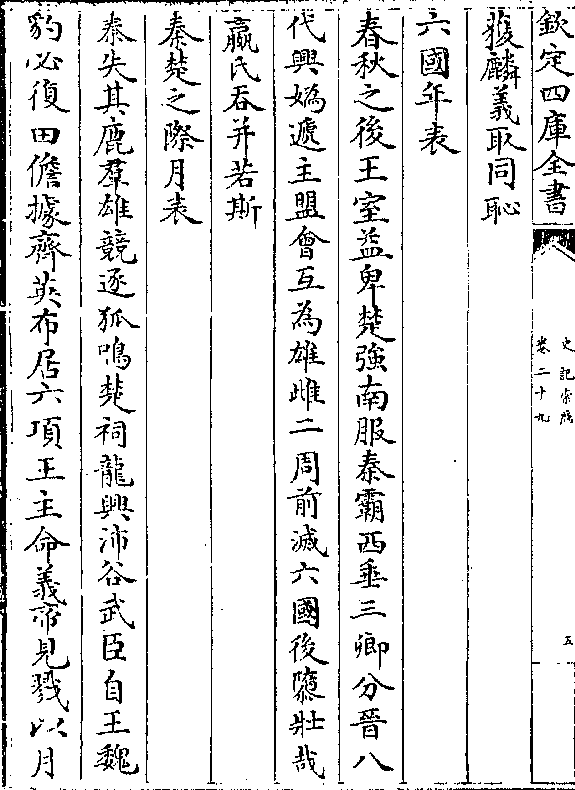 欽定四庫全書
史記索隱
卷二十九
五
獲麟義取同恥
六國年表
春秋之後王室益卑楚強南服秦霸西垂三卿分晉八
代興嬀遞主盟會互為雄雌二周前滅六國後隳壯哉
嬴氏吞并若斯
秦楚之際月表
秦失其鹿羣雄競逐狐鳴楚祠龍興沛谷武臣自王魏
豹必復田儋據齊英布居六項王主命義帝見戮以月